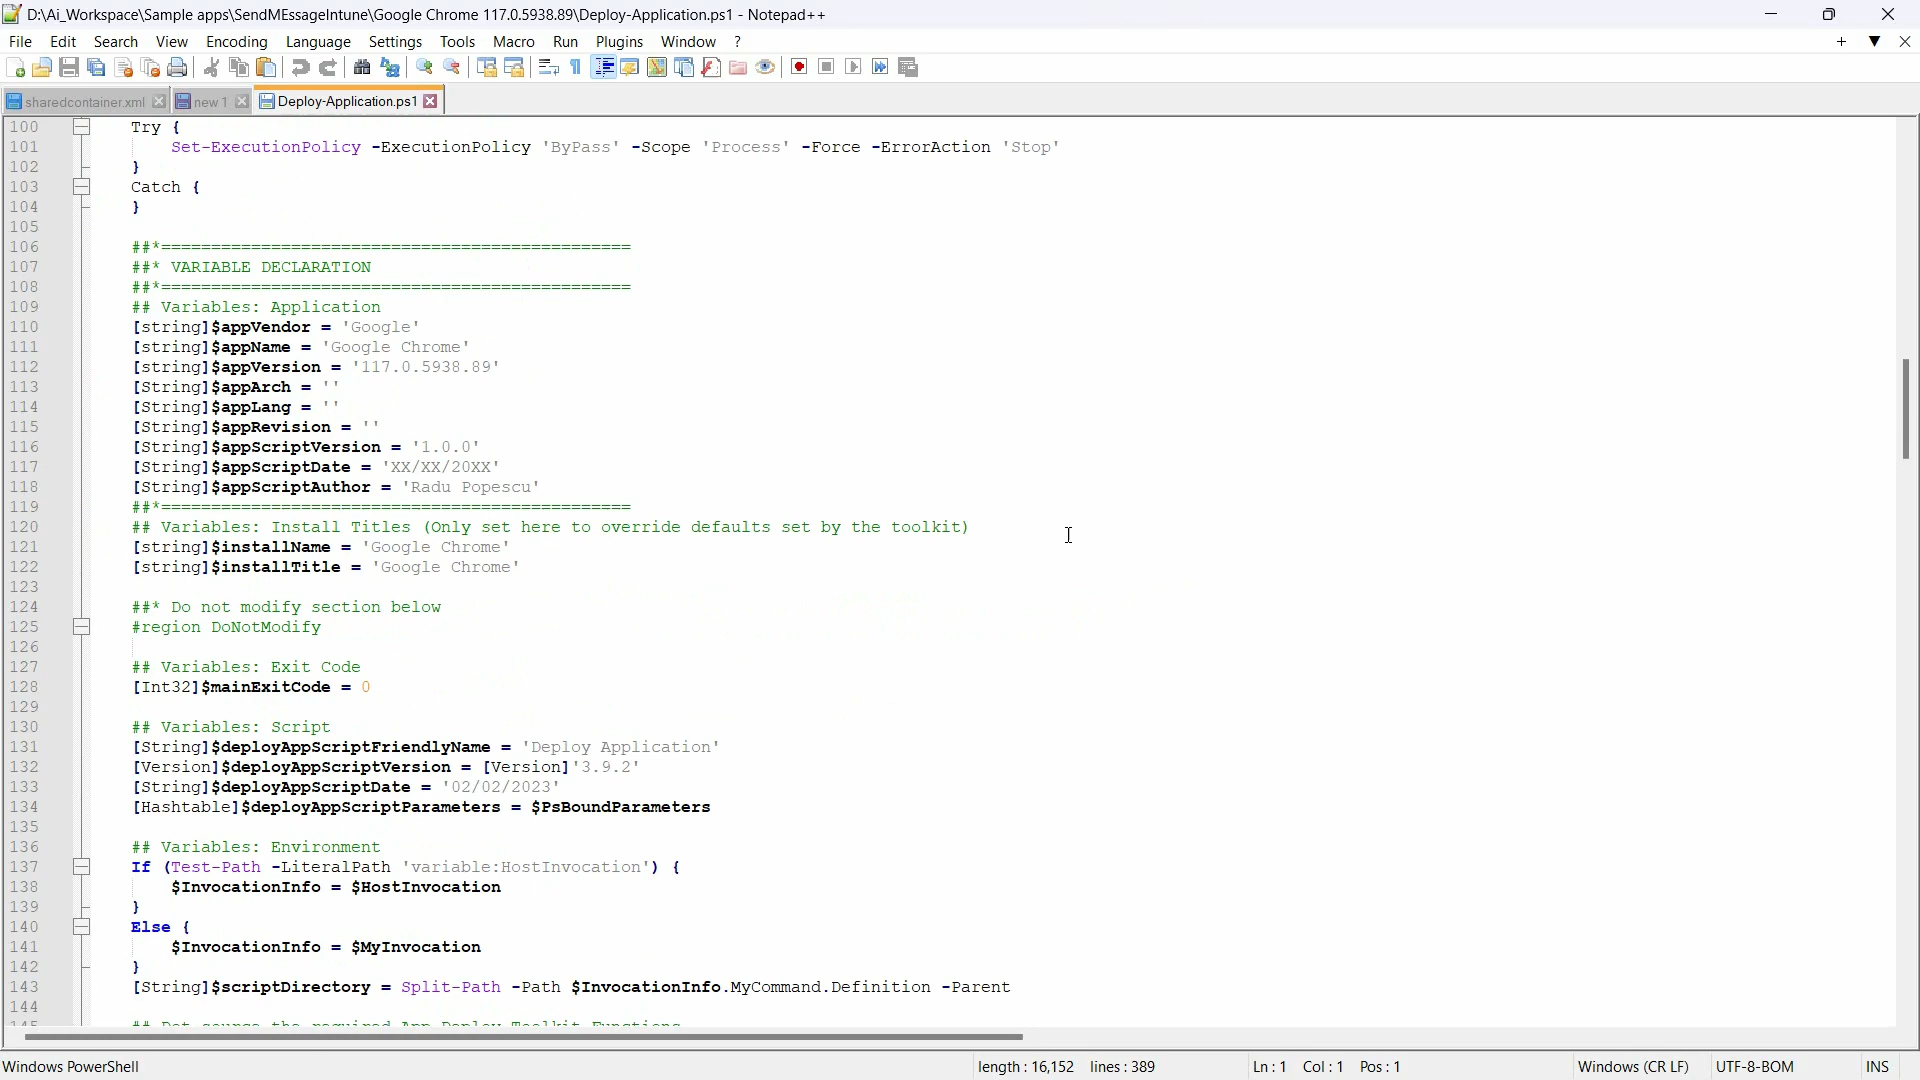 D:\Ai_Workspace\Sample apps\SendMEssageIntune\Google Chrome 117.0.5938.89\Deploy-Application.ps1 - Notepad++
File Edit Search View Encoding Language Settings Tools Macro Run Plugins Window ?
sharedcontainer.xml new 1 Deploy-Application.ps1
100 Try {
101 Set-ExecutionPolicy -ExecutionPolicy 'ByPass' -Scope 'Process' -Force -ErrorAction 'Stop'
102 }
103 Catch {
104 }
105
106 ##*===============================================
107 ##* VARIABLE DECLARATION
108 ##*===============================================
109 ## Variables: Application
110 [string]$appVendor = 'Google'
111 [string]$appName = 'Google Chrome'
112 [string]$appVersion = '117.0.5938.89'
113 [String]$appArch = ''
114 [String]$appLang = ''
115 [String]$appRevision = ''
116 [String]$appScriptVersion = '1.0.0'
117 [String]$appScriptDate = 'XX/XX/20XX'
118 [String]$appScriptAuthor = 'Radu Popescu'
119 ##*===============================================
120 ## Variables: Install Titles (Only set here to override defaults set by the toolkit)
121 [string]$installName = 'Google Chrome'
122 [string]$installTitle = 'Google Chrome'
123
124 ##* Do not modify section below
125 #region DoNotModify
126
127 ## Variables: Exit Code
128 [Int32]$mainExitCode = 0
129
130 ## Variables: Script
131 [String]$deployAppScriptFriendlyName = 'Deploy Application'
132 [Version]$deployAppScriptVersion = [Version]'3.9.2'
133 [String]$deployAppScriptDate = '02/02/2023'
134 [Hashtable]$deployAppScriptParameters = $PsBoundParameters
135
136 ## Variables: Environment
137 If (Test-Path -LiteralPath 'variable:HostInvocation') {
138 $InvocationInfo = $HostInvocation
139 }
140 Else {
141 $InvocationInfo = $MyInvocation
142 }
143 [String]$scriptDirectory = Split-Path -Path $InvocationInfo.MyCommand.Definition -Parent
144
145 ## Dot source the required App Deploy Toolkit Functions
Windows PowerShell length : 16,152 lines : 389 Ln : 1 Col : 1 Pos : 1 Windows (CR LF) UTF-8-BOM INS